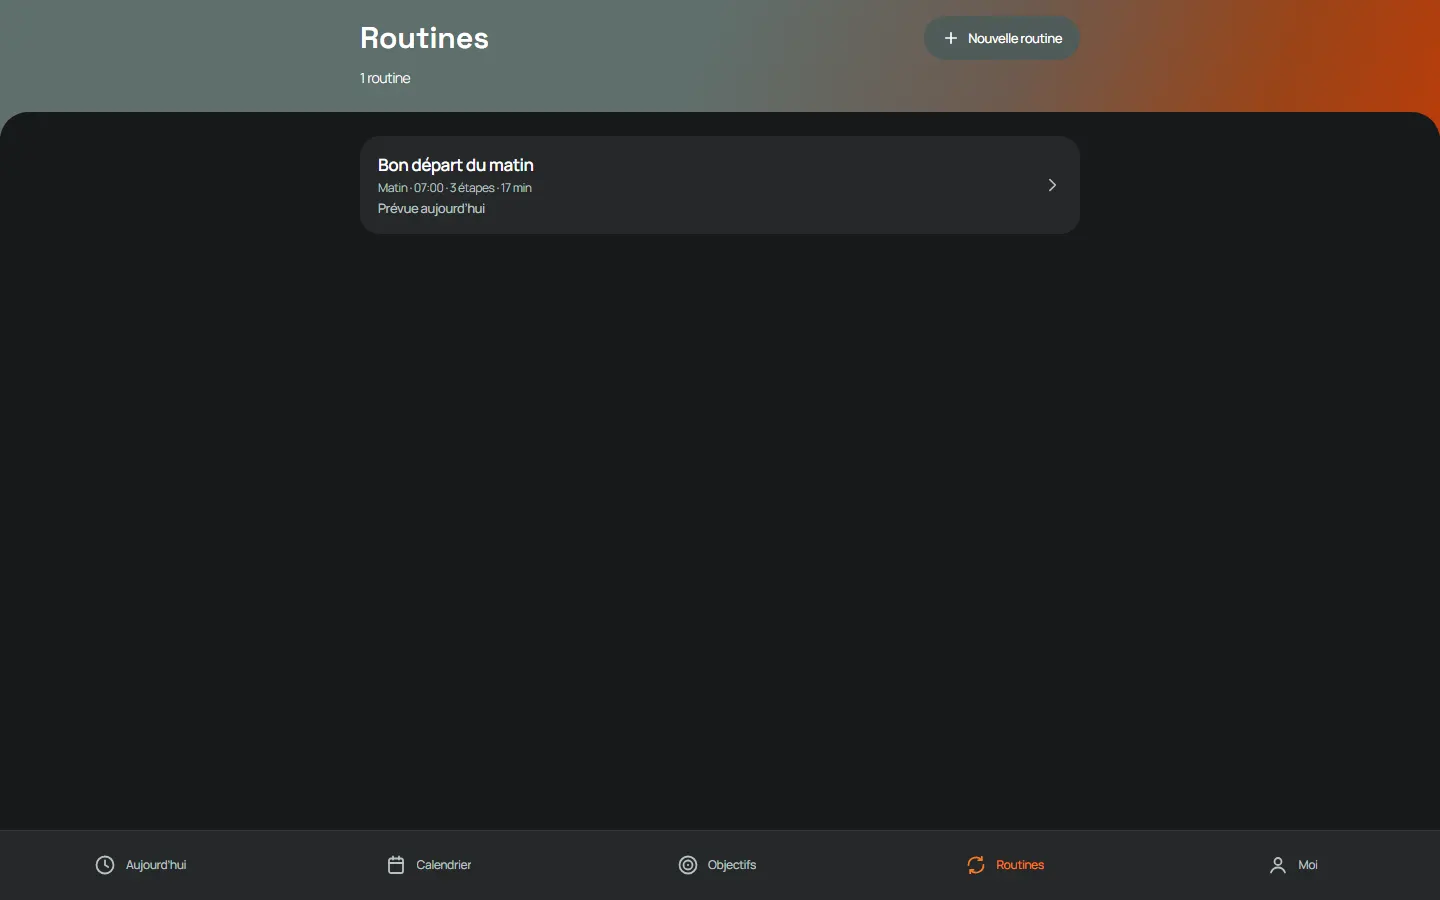 Routines
Nouvelle routine
1 routine
Bon départ du matin
Matin · 07:00 · 3 étapes · 17 min
Prévue aujourd'hui
Aujourd'hui
Calendrier
Objectifs
Routines
Moi